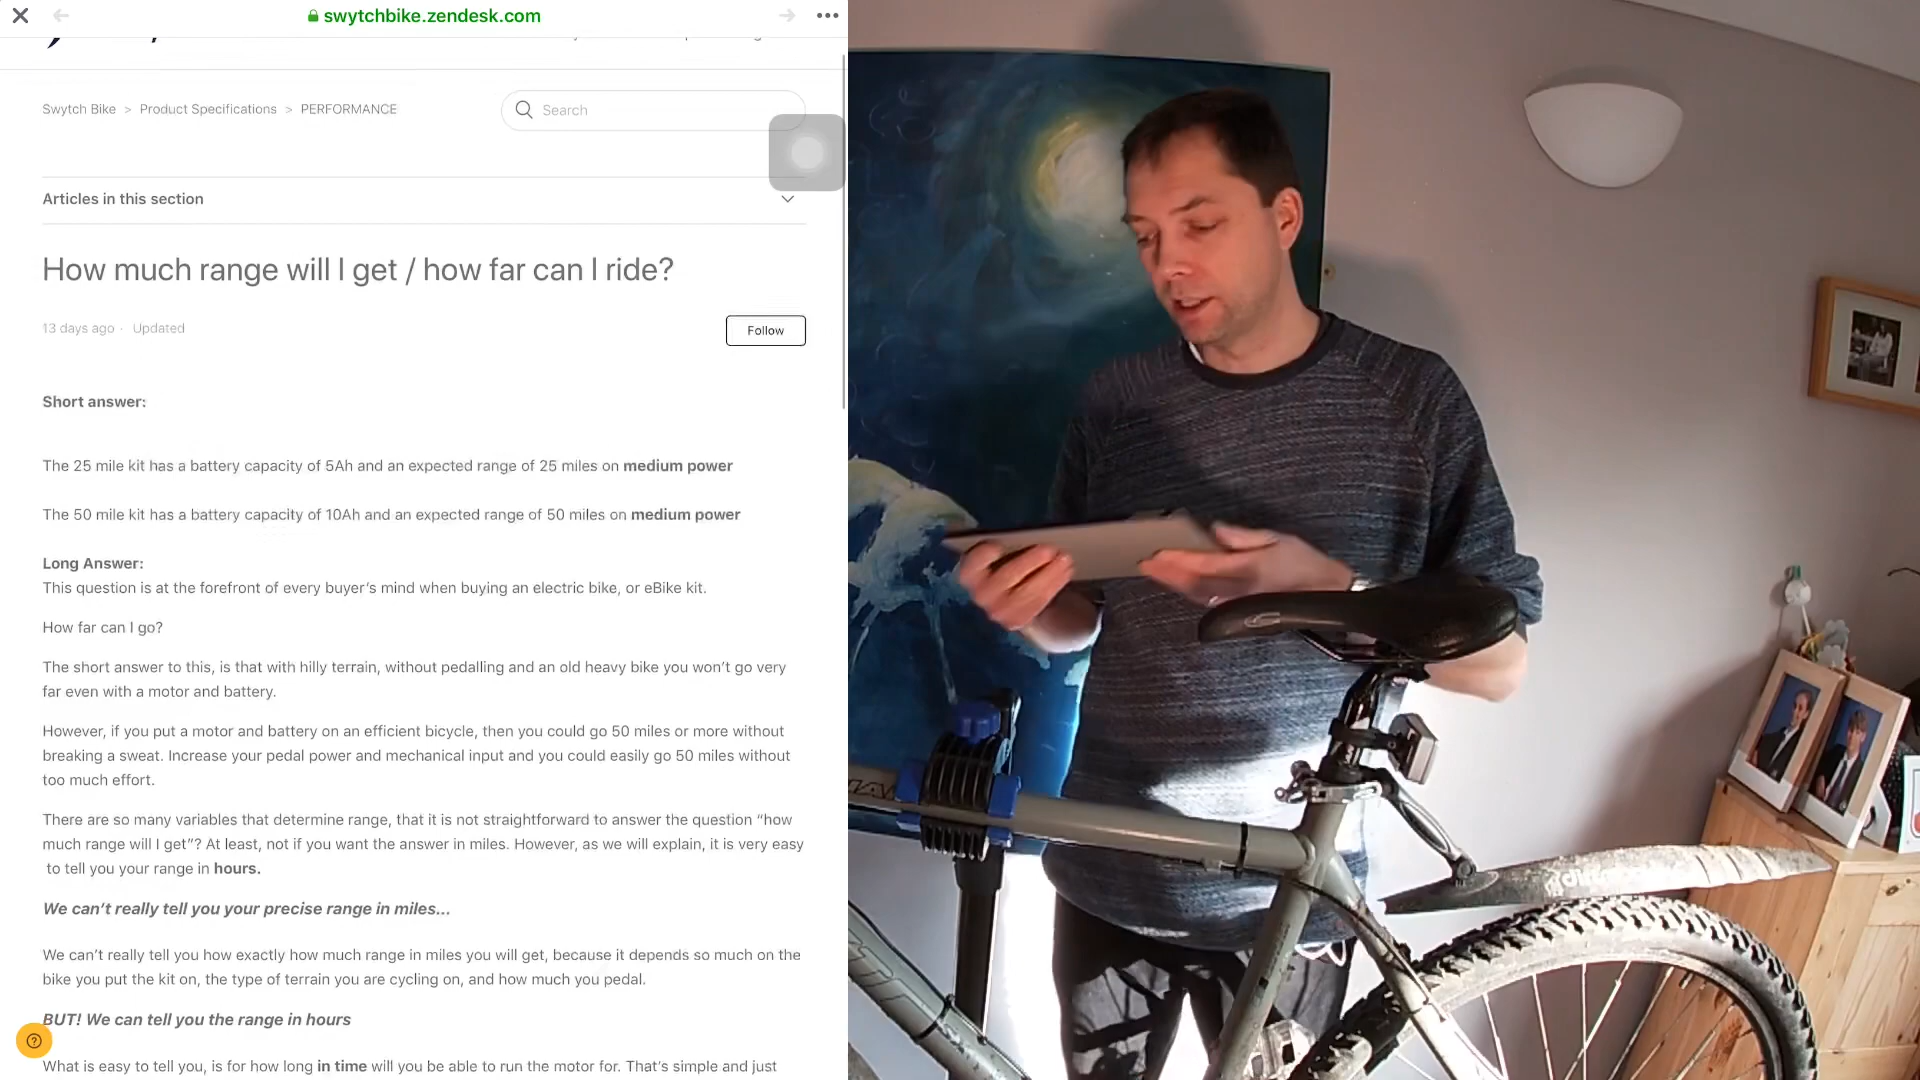 swytchbike.zendesk.com
Swytch Bike > Product Specifications > PERFORMANCE
Search
Articles in this section
How much range will I get / how far can I ride?
13 days ago · Updated
Follow
Short answer:
The 25 mile kit has a battery capacity of 5Ah and an expected range of 25 miles on medium power
The 50 mile kit has a battery capacity of 10Ah and an expected range of 50 miles on medium power
Long Answer:
This question is at the forefront of every buyer's mind when buying an electric bike, or eBike kit.
How far can I go?
The short answer to this, is that with hilly terrain, without pedalling and an old heavy bike you won't go very
far even with a motor and battery.
However, if you put a motor and battery on an efficient bicycle, then you could go 50 miles or more without
breaking a sweat. Increase your pedal power and mechanical input and you could easily go 50 miles without
too much effort.
There are so many variables that determine range, that it is not straightforward to answer the question “how
much range will I get”? At least, not if you want the answer in miles. However, as we will explain, it is very easy
to tell you your range in hours.
We can't really tell you your precise range in miles...
We can't really tell you how exactly how much range in miles you will get, because it depends so much on the
bike you put the kit on, the type of terrain you are cycling on, and how much you pedal.
BUT! We can tell you the range in hours
What is easy to tell you, is for how long in time will you be able to run the motor for. That's simple and just